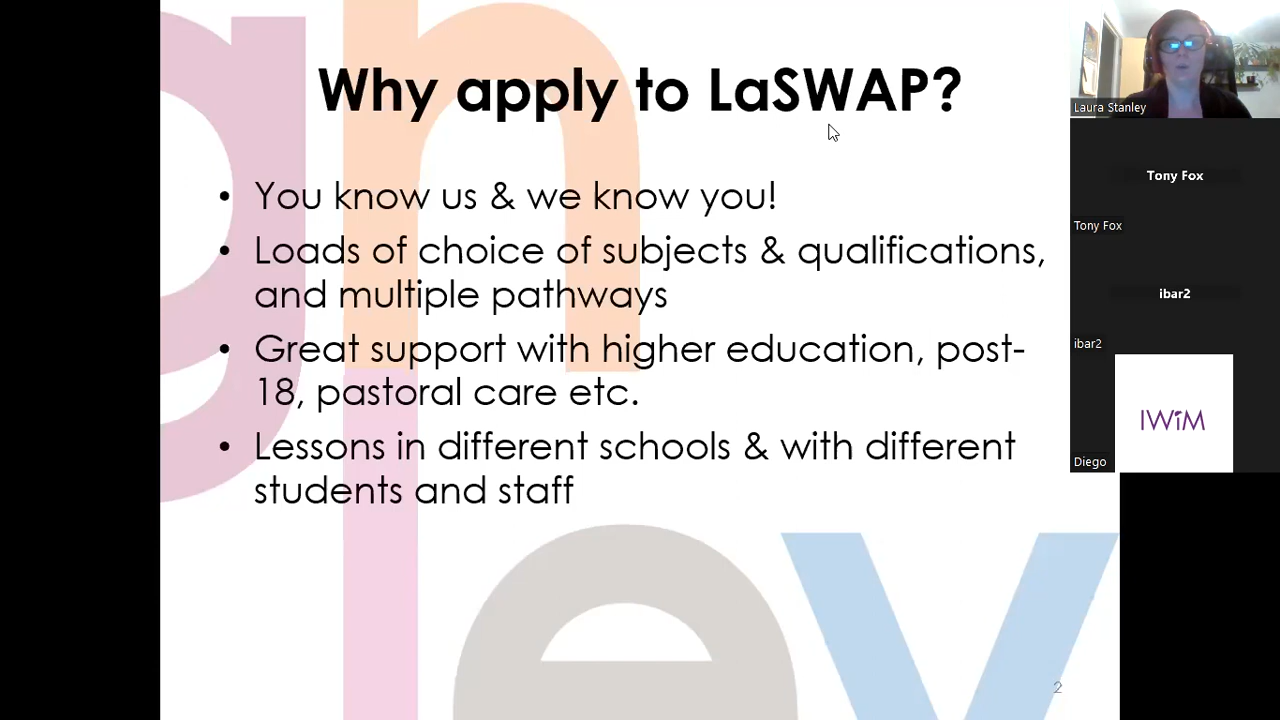 Why apply to LaSWAP?
• You know us & we know you!
• Loads of choice of subjects & qualifications,
and multiple pathways
• Great support with higher education, post-
18, pastoral care etc.
• Lessons in different schools & with different
students and staff
2
Laura Stanley
Tony Fox
Tony Fox
ibar2
ibar2
IWiM
Diego